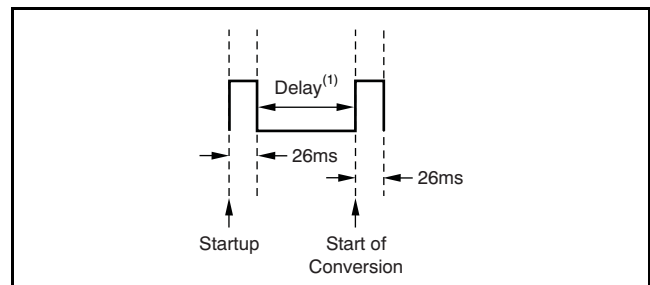 Delay(1)
26ms
26ms
Startup
Start of
Conversion